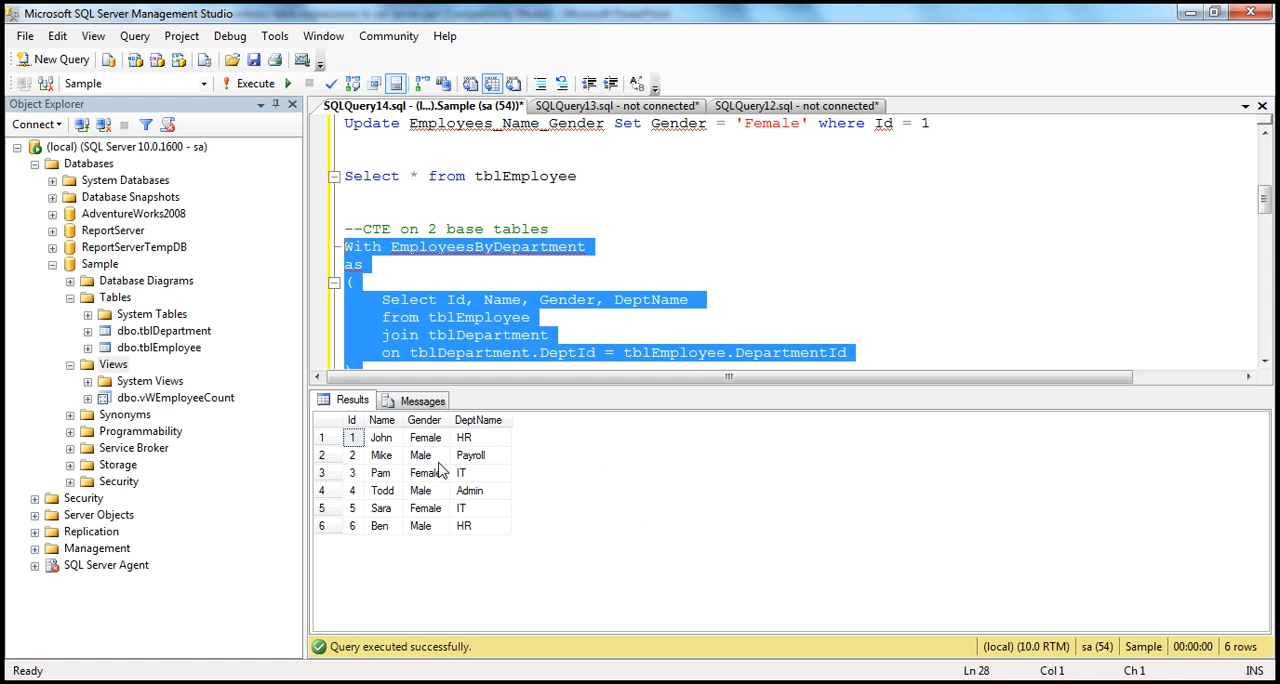 Microsoft SQL Server Management Studio
File Edit View Query Project Debug Tools Window Community Help
New Query
Sample Execute
Object Explorer
SQLQuery14.sql - (l...).Sample (sa (54))* SQLQuery13.sql - not connected* SQLQuery12.sql - not connected*
Connect
(local) (SQL Server 10.0.1600 - sa)
Databases
System Databases
Database Snapshots
AdventureWorks2008
ReportServer
ReportServerTempDB
Sample
Database Diagrams
Tables
System Tables
dbo.tblDepartment
dbo.tblEmployee
Views
System Views
dbo.vWEmployeeCount
Synonyms
Programmability
Service Broker
Storage
Security
Security
Server Objects
Replication
Management
SQL Server Agent
Update Employees_Name_Gender Set Gender = 'Female' where Id = 1
Select * from tblEmployee
--CTE on 2 base tables
With EmployeesByDepartment
as
(
Select Id, Name, Gender, DeptName
from tblEmployee
join tblDepartment
on tblDepartment.DeptId = tblEmployee.DepartmentId
Results Messages
Id Name Gender DeptName
1 1 John Female HR
2 2 Mike Male Payroll
3 3 Pam Female IT
4 4 Todd Male Admin
5 5 Sara Female IT
6 6 Ben Male HR
Query executed successfully. (local) (10.0 RTM) sa (54) Sample 00:00:00 6 rows
Ready Ln 28 Col 1 Ch 1 INS